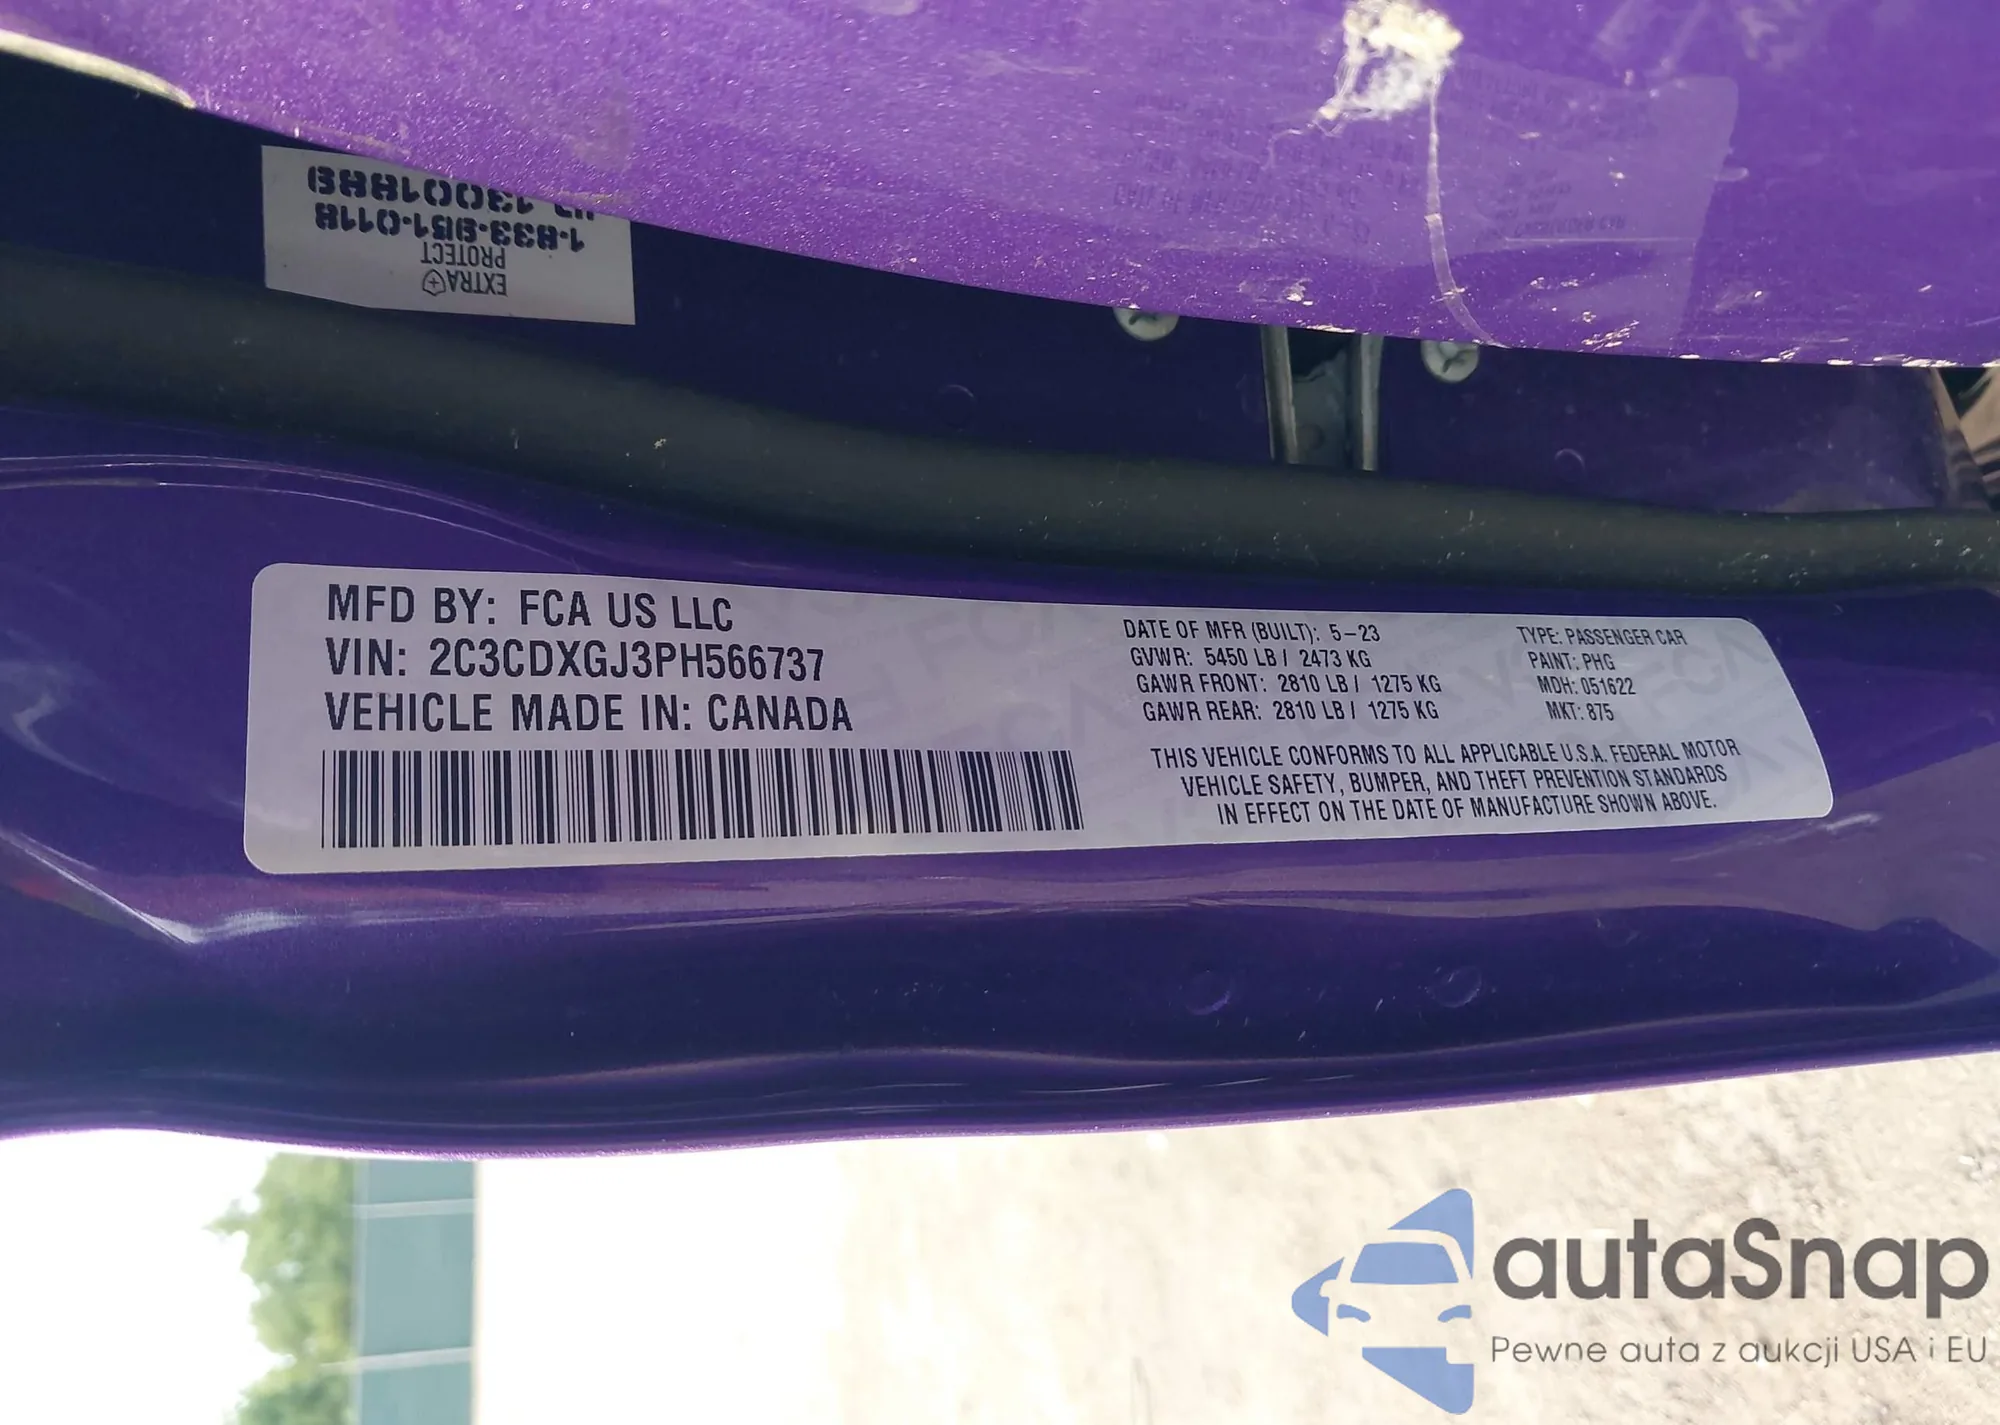 1-833-951-0118
EXTRA
PROTECT
MFD BY: FCA US LLC
VIN: 2C3CDXGJ3PH566737
VEHICLE MADE IN: CANADA
DATE OF MFR (BUILT): 5-23
GVWR: 5450 LB / 2473 KG
GAWR FRONT: 2810 LB / 1275 KG
GAWR REAR: 2810 LB / 1275 KG
TYPE: PASSENGER CAR
PAINT: PHG
MDH: 051622
MKT: 875
THIS VEHICLE CONFORMS TO ALL APPLICABLE U.S.A. FEDERAL MOTOR
VEHICLE SAFETY, BUMPER, AND THEFT PREVENTION STANDARDS
IN EFFECT ON THE DATE OF MANUFACTURE SHOWN ABOVE.
autaSnap
Pewne auta z aukcji USA i EU